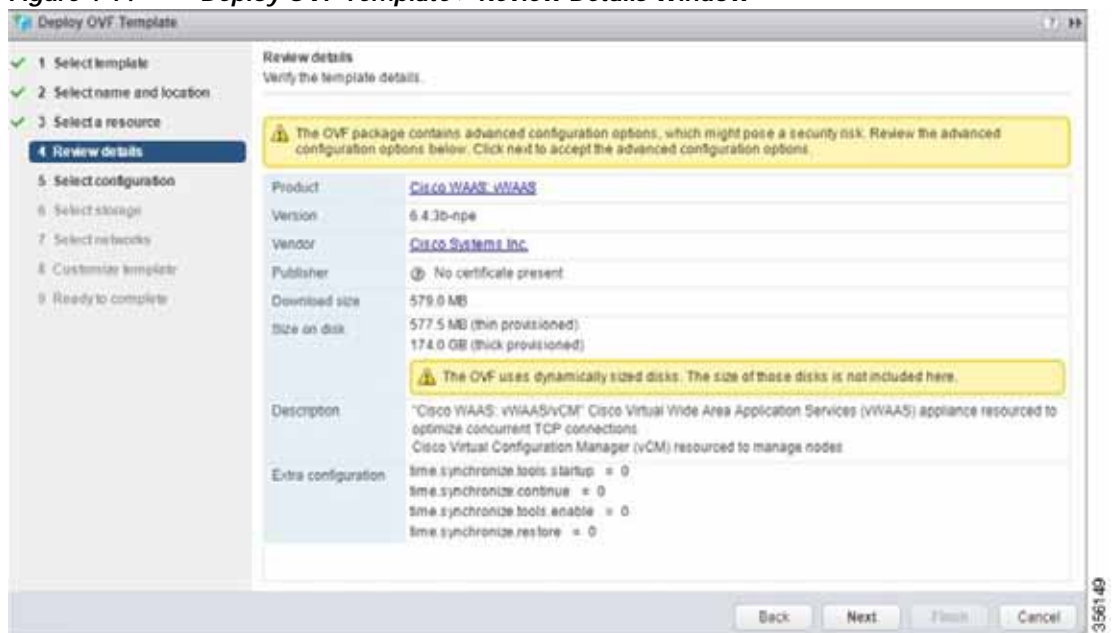 Deploy OVF Template > Review Details Window
Deploy OVF Template
1 Select template
2 Select name and location
3 Select a resource
4 Review details
5 Select configuration
6 Select storage
7 Select networks
8 Customize template
9 Ready to complete
Review details
Verify the template details.
The OVF package contains advanced configuration options, which might pose a security risk. Review the advanced
configuration options below. Click next to accept the advanced configuration options.
Product Cisco WAAS: vWAAS
Version 6.4.3b-npe
Vendor Cisco Systems Inc.
Publisher No certificate present
Download size 579.0 MB
Size on disk 577.5 MB (thin provisioned)
174.0 GB (thick provisioned)
The OVF uses dynamically sized disks. The size of those disks is not included here.
Description "Cisco WAAS: vWAAS/vCM" Cisco Virtual Wide Area Application Services (vWAAS) appliance resourced to
optimize concurrent TCP connections
Cisco Virtual Configuration Manager (vCM) resourced to manage nodes
Extra configuration time.synchronize.tools.startup = 0
time.synchronize.continue = 0
time.synchronize.tools.enable = 0
time.synchronize.restore = 0
Back Next Finish Cancel
356149